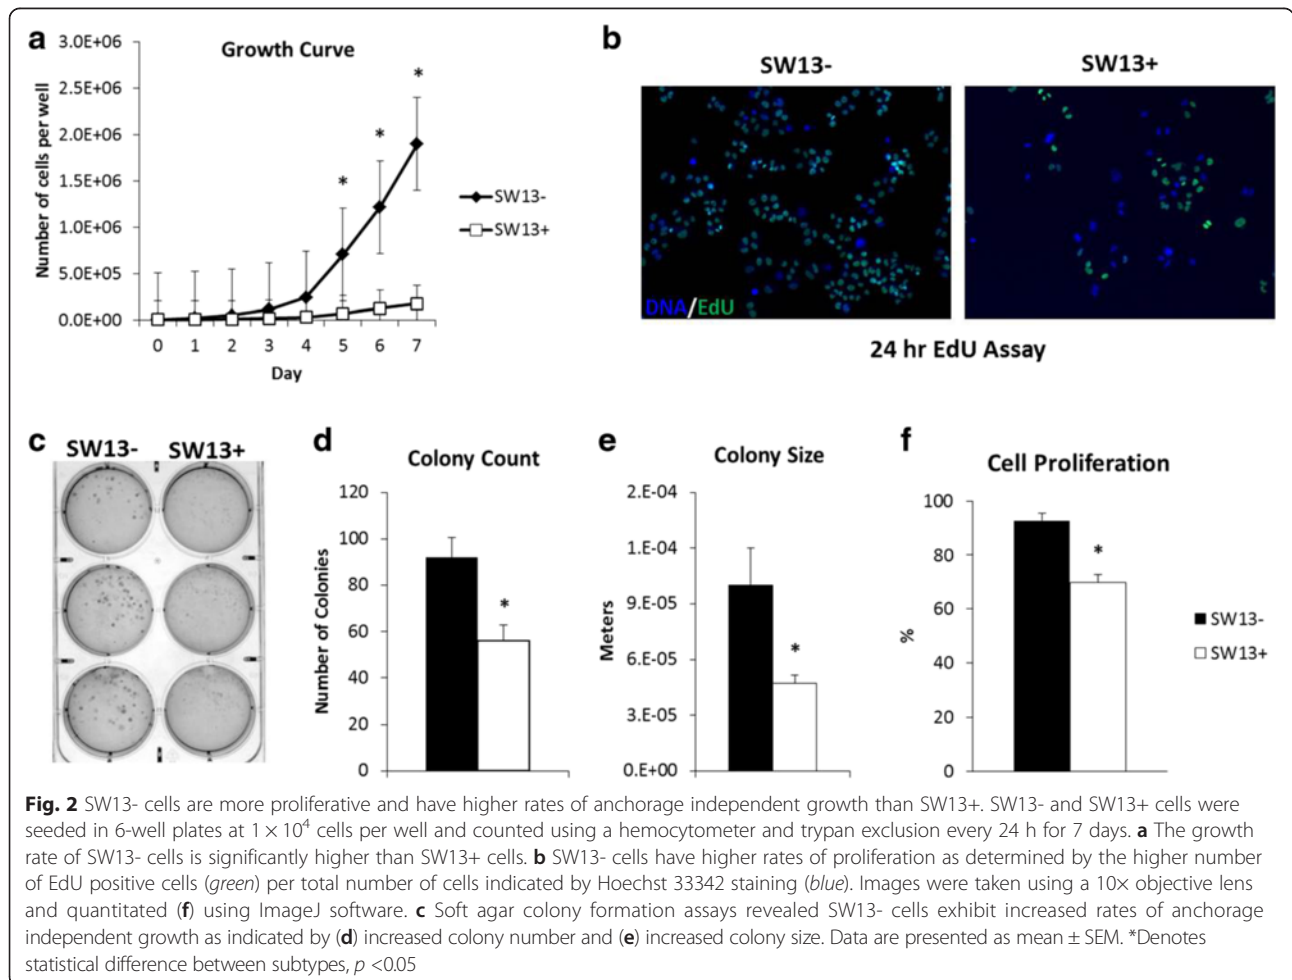 a
Growth Curve
3.0E+06
2.5E+06
2.0E+06
1.5E+06
1.0E+06
5.0E+05
0.0E+00
Number of cells per well
0 1 2 3 4 5 6 7
Day
* * *
SW13-
SW13+
b
SW13- SW13+
DNA/EdU
24 hr EdU Assay
c
SW13- SW13+
d
Colony Count
120
100
80
60
40
20
0
Number of Colonies
*
e
Colony Size
2.E-04
1.E-04
9.E-05
6.E-05
3.E-05
0.E+00
Meters
*
f
Cell Proliferation
100
80
60
40
20
0
%
*
SW13-
SW13+
Fig. 2 SW13- cells are more proliferative and have higher rates of anchorage independent growth than SW13+. SW13- and SW13+ cells were
seeded in 6-well plates at 1 × 10⁴ cells per well and counted using a hemocytometer and trypan exclusion every 24 h for 7 days. a The growth
rate of SW13- cells is significantly higher than SW13+ cells. b SW13- cells have higher rates of proliferation as determined by the higher number
of EdU positive cells (green) per total number of cells indicated by Hoechst 33342 staining (blue). Images were taken using a 10× objective lens
and quantitated (f) using ImageJ software. c Soft agar colony formation assays revealed SW13- cells exhibit increased rates of anchorage
independent growth as indicated by (d) increased colony number and (e) increased colony size. Data are presented as mean ± SEM. *Denotes
statistical difference between subtypes, p <0.05